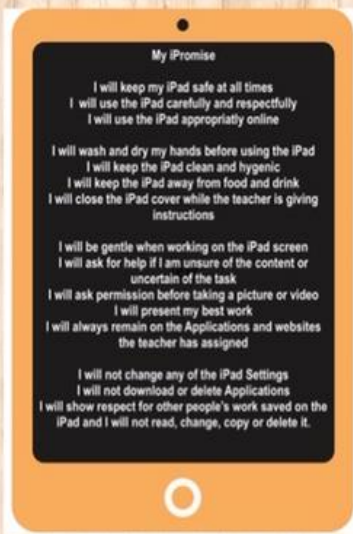 My iPromise
I will keep my iPad safe at all times
I will use the iPad carefully and respectfully
I will use the iPad appropriatly online
I will wash and dry my hands before using the iPad
I will keep the iPad clean and hygenic
I will keep the iPad away from food and drink
I will close the iPad cover while the teacher is giving
instructions
I will be gentle when working on the iPad screen
I will ask for help if I am unsure of the content or
uncertain of the task
I will ask permission before taking a picture or video
I will present my best work
I will always remain on the Applications and websites
the teacher has assigned
I will not change any of the iPad Settings
I will not download or delete Applications
I will show respect for other people's work saved on the
iPad and I will not read, change, copy or delete it.